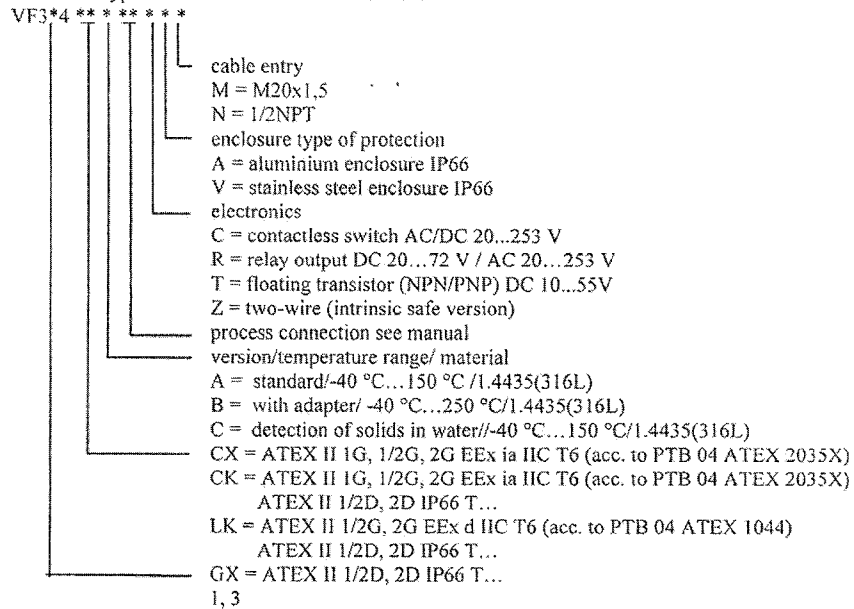 VF3*4 ** * ** * * *
cable entry
M = M20x1,5
N = 1/2NPT
enclosure type of protection
A = aluminium enclosure IP66
V = stainless steel enclosure IP66
electronics
C = contactless switch AC/DC 20...253 V
R = relay output DC 20...72 V / AC 20...253 V
T = floating transistor (NPN/PNP) DC 10...55V
Z = two-wire (intrinsic safe version)
process connection see manual
version/temperature range/ material
A = standard/-40 °C...150 °C /1.4435(316L)
B = with adapter/ -40 °C...250 °C/1.4435(316L)
C = detection of solids in water//-40 °C...150 °C/1.4435(316L)
CX = ATEX II 1G, 1/2G, 2G EEx ia IIC T6 (acc. to PTB 04 ATEX 2035X)
CK = ATEX II 1G, 1/2G, 2G EEx ia IIC T6 (acc. to PTB 04 ATEX 2035X)
ATEX II 1/2D, 2D IP66 T...
LK = ATEX II 1/2G, 2G EEx d IIC T6 (acc. to PTB 04 ATEX 1044)
ATEX II 1/2D, 2D IP66 T...
GX = ATEX II 1/2D, 2D IP66 T...
1, 3